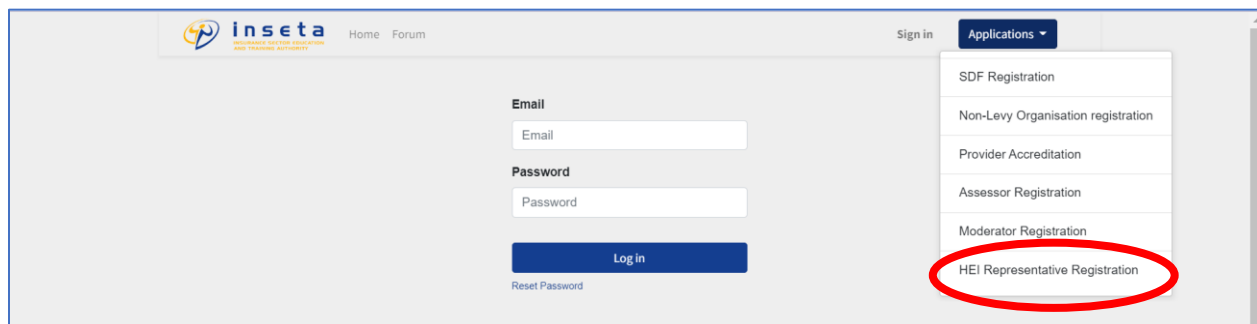 inseta
INSURANCE SECTOR EDUCATION
AND TRAINING AUTHORITY
Home Forum
Sign in
Applications
SDF Registration
Non-Levy Organisation registration
Provider Accreditation
Assessor Registration
Moderator Registration
HEI Representative Registration
Email
Email
Password
Password
Log in
Reset Password